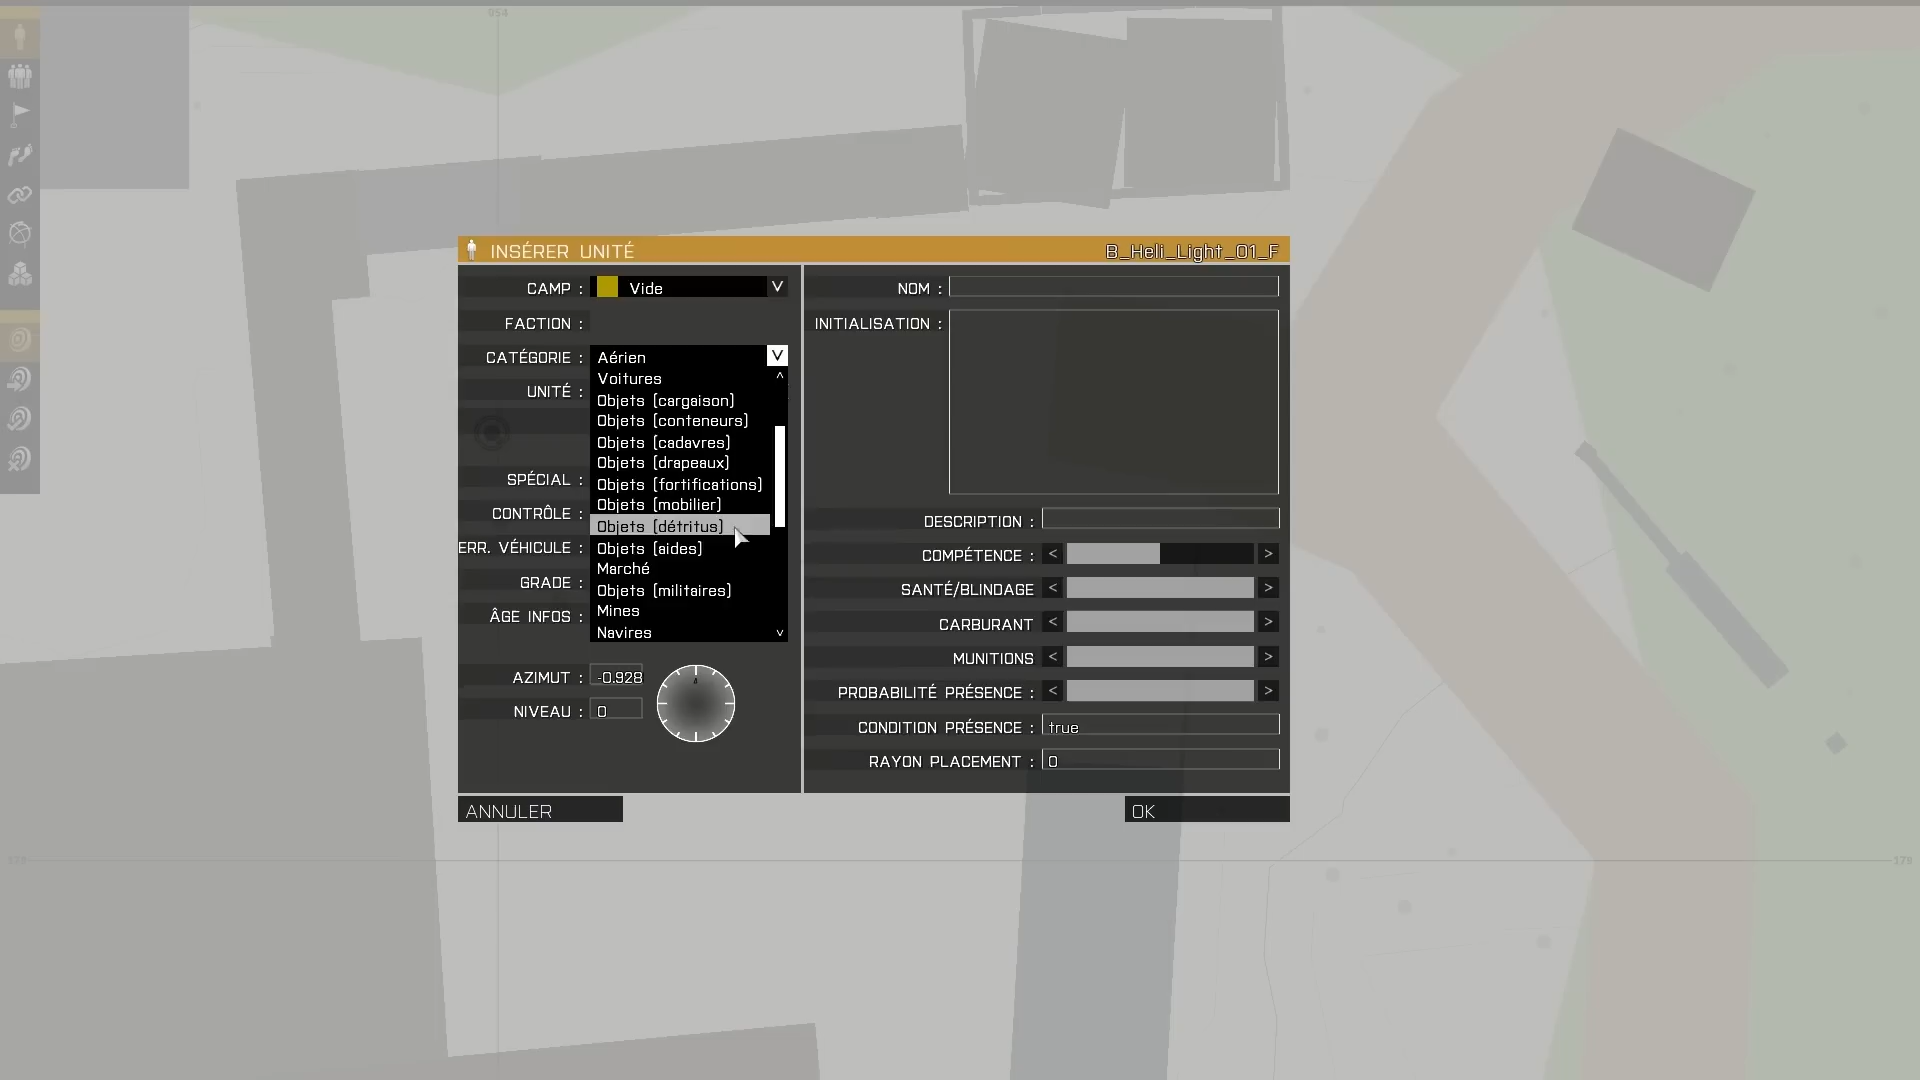 954
INSÉRER UNITÉ
B_Heli_Light_01_F
CAMP :
Vide
V
FACTION :
CATÉGORIE :
Aérien
V
UNITÉ :
Voitures
Objets (cargaison)
Objets (conteneurs)
Objets (cadavres)
Objets (drapeaux)
Objets (fortifications)
Objets (mobilier)
Objets (détritus)
Objets (aides)
Marché
Objets (militaires)
Mines
Navires
SPÉCIAL :
CONTRÔLE :
ERR. VÉHICULE :
GRADE :
ÂGE INFOS :
AZIMUT :
-0.928
NIVEAU :
0
NOM :
INITIALISATION :
DESCRIPTION :
COMPÉTENCE :
< >
SANTÉ/BLINDAGE
< >
CARBURANT
< >
MUNITIONS
< >
PROBABILITÉ PRÉSENCE :
< >
CONDITION PRÉSENCE :
true
RAYON PLACEMENT :
0
ANNULER
OK